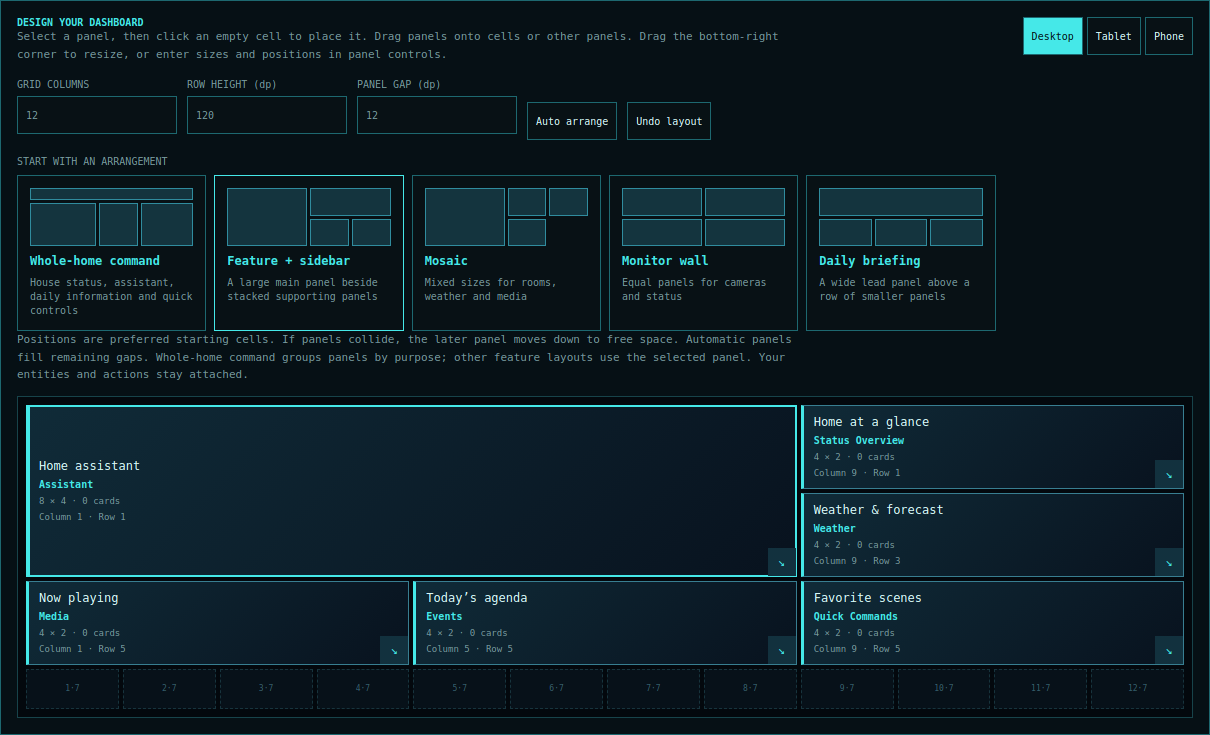 DESIGN YOUR DASHBOARD
Select a panel, then click an empty cell to place it. Drag panels onto cells or other panels. Drag the bottom-right
corner to resize, or enter sizes and positions in panel controls.
Desktop
Tablet
Phone
GRID COLUMNS
ROW HEIGHT (dp)
PANEL GAP (dp)
12
120
12
Auto arrange
Undo layout
START WITH AN ARRANGEMENT
Whole-home command
House status, assistant,
daily information and quick
controls
Feature + sidebar
A large main panel beside
stacked supporting panels
Mosaic
Mixed sizes for rooms,
weather and media
Monitor wall
Equal panels for cameras
and status
Daily briefing
A wide lead panel above a
row of smaller panels
Positions are preferred starting cells. If panels collide, the later panel moves down to free space. Automatic panels
fill remaining gaps. Whole-home command groups panels by purpose; other feature layouts use the selected panel. Your
entities and actions stay attached.
Home assistant
Assistant
8 × 4 · 0 cards
Column 1 · Row 1
↘
Home at a glance
Status Overview
4 × 2 · 0 cards
Column 9 · Row 1
↘
Weather & forecast
Weather
4 × 2 · 0 cards
Column 9 · Row 3
↘
Now playing
Media
4 × 2 · 0 cards
Column 1 · Row 5
↘
Today’s agenda
Events
4 × 2 · 0 cards
Column 5 · Row 5
↘
Favorite scenes
Quick Commands
4 × 2 · 0 cards
Column 9 · Row 5
↘
1·7
2·7
3·7
4·7
5·7
6·7
7·7
8·7
9·7
10·7
11·7
12·7